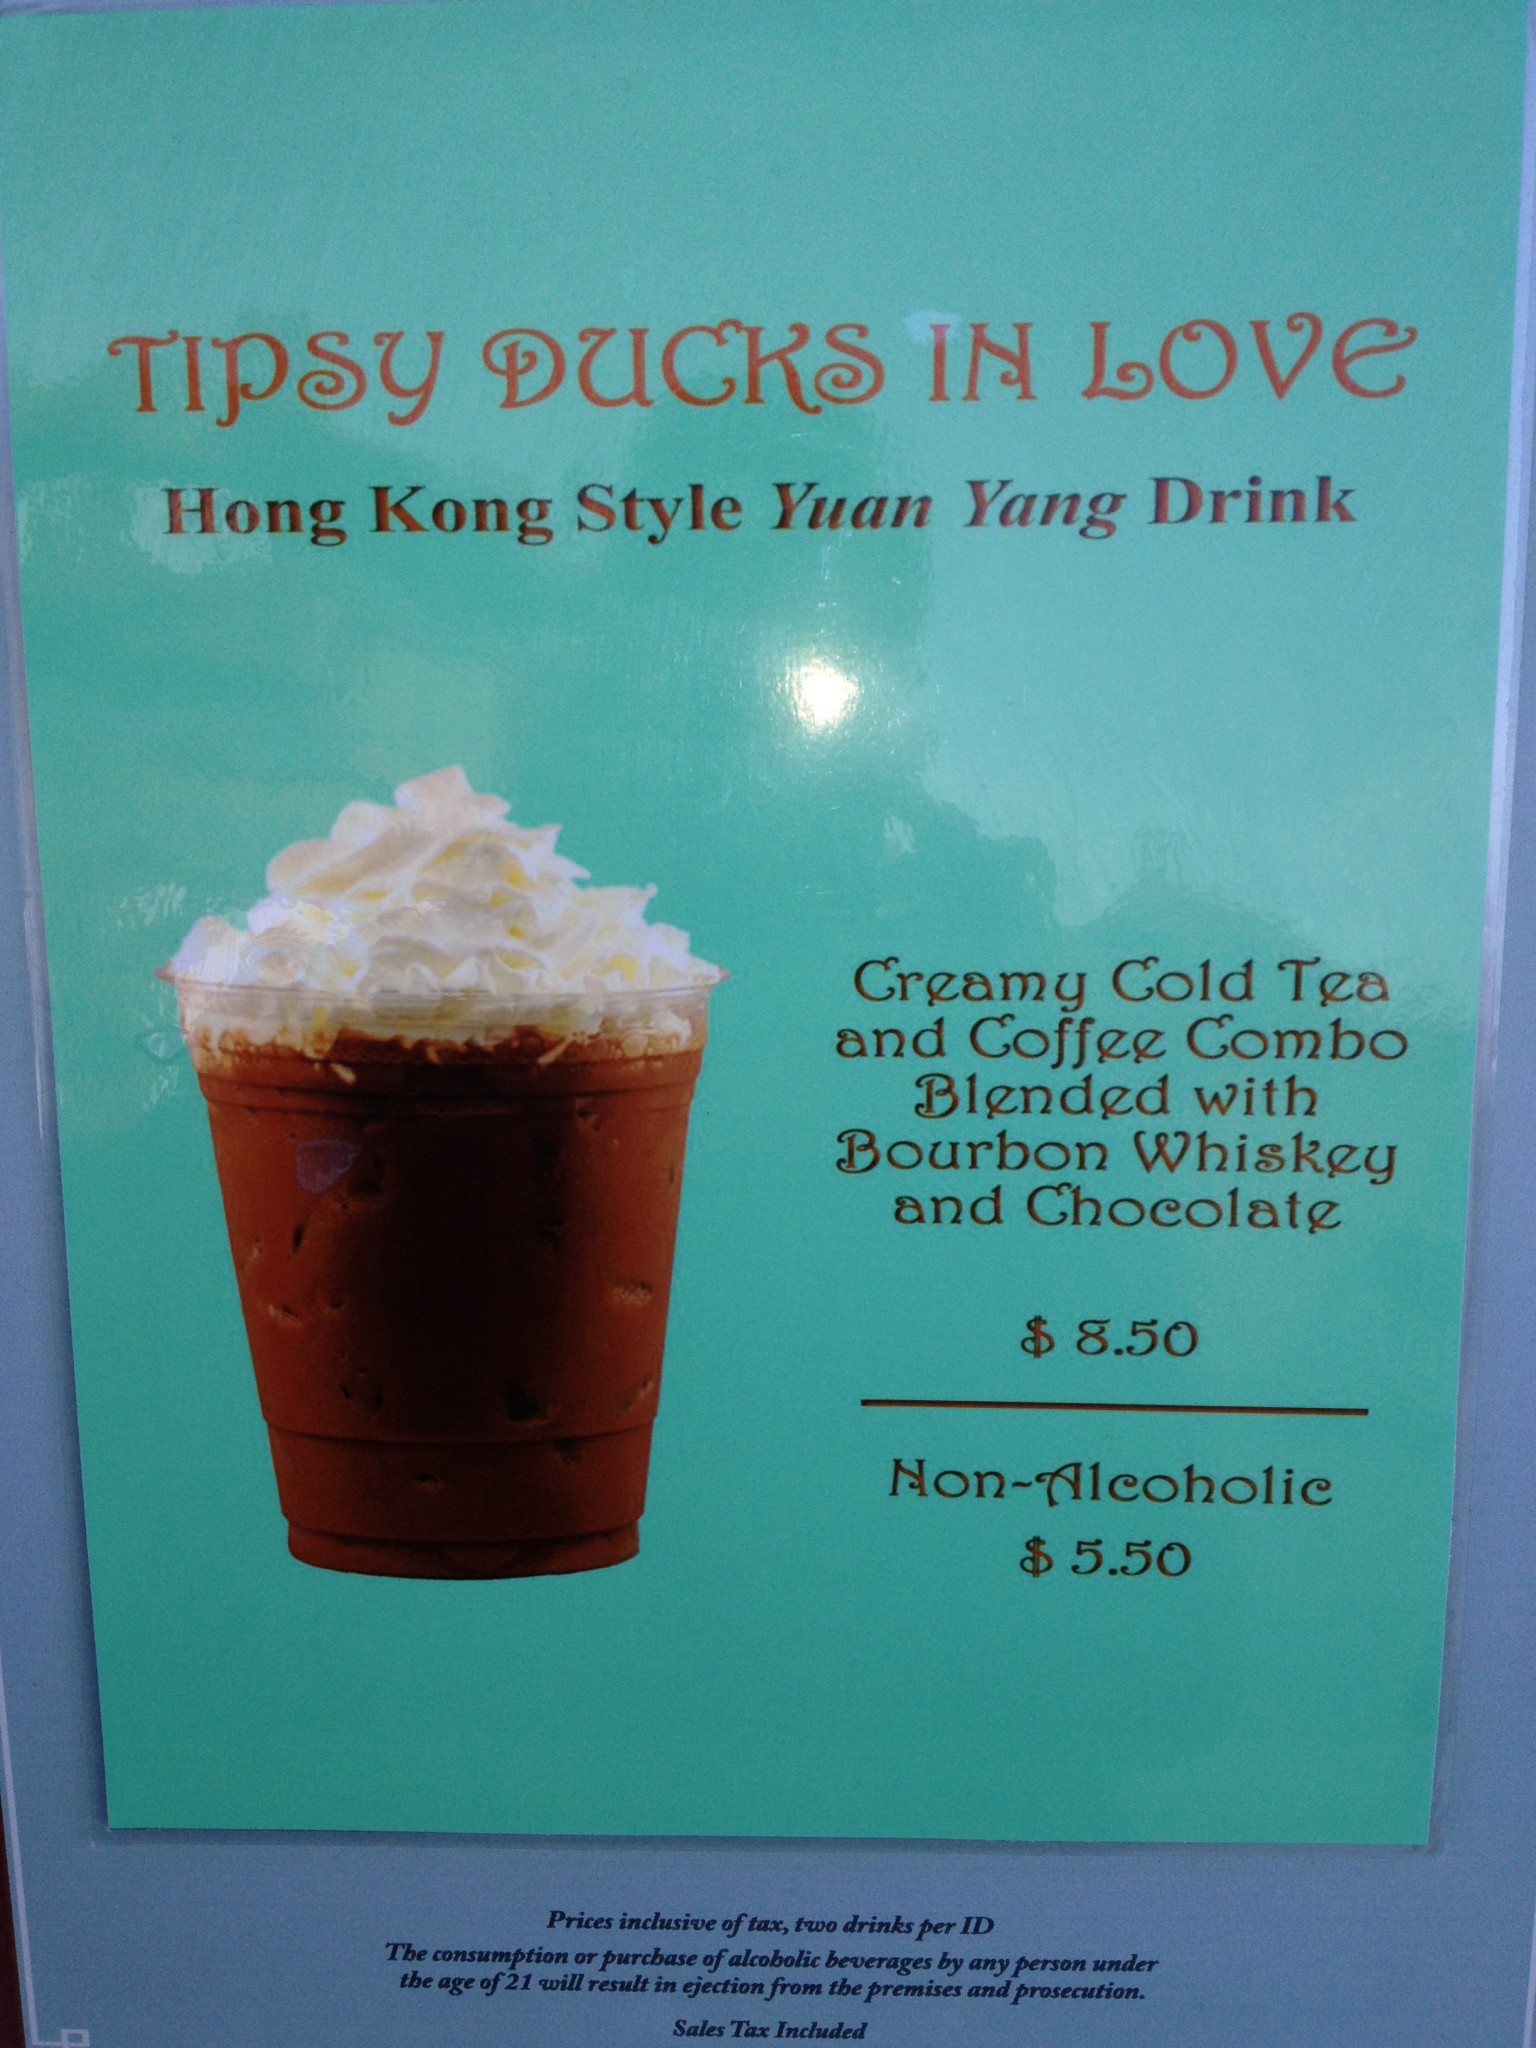 TIPSY DUCKS IN LOVE
Hong Kong Style Yuan Yang Drink
Creamy Cold Tea
and Coffee Combo
Blended with
Bourbon Whiskey
and Chocolate
$ 8.50
Non-Alcoholic
$ 5.50
Prices inclusive of tax, two drinks per ID
The consumption or purchase of alcoholic beverages by any person under
the age of 21 will result in ejection from the premises and prosecution.
Sales Tax Included